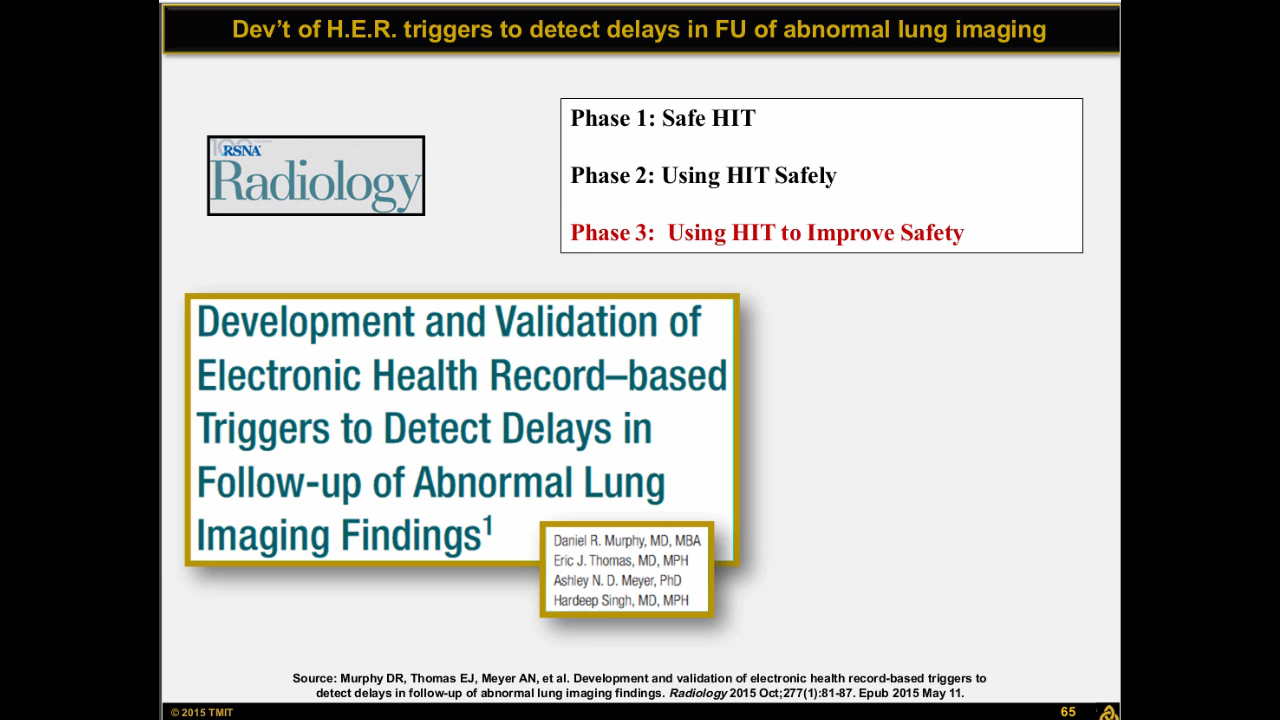 Dev't of H.E.R. triggers to detect delays in FU of abnormal lung imaging
Phase 1: Safe HIT
Phase 2: Using HIT Safely
Phase 3: Using HIT to Improve Safety
RSNA
Radiology
Development and Validation of
Electronic Health Record–based
Triggers to Detect Delays in
Follow-up of Abnormal Lung
Imaging Findings¹
Daniel R. Murphy, MD, MBA
Eric J. Thomas, MD, MPH
Ashley N. D. Meyer, PhD
Hardeep Singh, MD, MPH
Source: Murphy DR, Thomas EJ, Meyer AN, et al. Development and validation of electronic health record-based triggers to
detect delays in follow-up of abnormal lung imaging findings. Radiology 2015 Oct;277(1):81-87. Epub 2015 May 11.
© 2015 TMIT
65